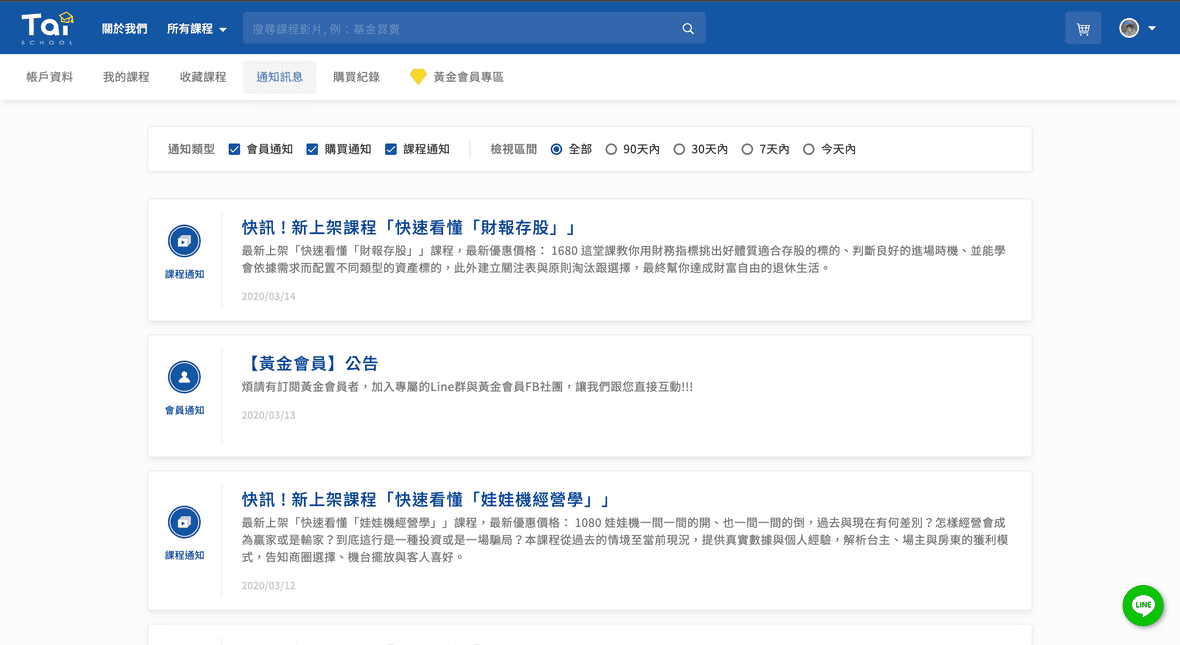 Tai
SCHOOL
關於我們 所有課程
搜尋課程影片, 例：基金買賣
帳戶資料 我的課程 收藏課程 通知訊息 購買紀錄 黃金會員專區
通知類型 會員通知 購買通知 課程通知 檢視區間 全部 90天內 30天內 7天內 今天內
課程通知
快訊！新上架課程「快速看懂「財報存股」」
最新上架「快速看懂「財報存股」」課程，最新優惠價格： 1680 這堂課教你用財務指標挑出好體質適合存股的標的、判斷良好的進場時機、並能學
會依據需求而配置不同類型的資產標的，此外建立關注表與原則淘汰跟選擇，最終幫你達成財富自由的退休生活。
2020/03/14
會員通知
【黃金會員】公告
煩請有訂閱黃金會員者，加入專屬的Line群與黃金會員FB社團，讓我們跟您直接互動!!!
2020/03/13
課程通知
快訊！新上架課程「快速看懂「娃娃機經營學」」
最新上架「快速看懂「娃娃機經營學」」課程，最新優惠價格： 1080 娃娃機一間一間的開、也一間一間的倒，過去與現在有何差別？怎樣經營會成
為贏家或是輸家？到底這行是一種投資或是一場騙局？本課程從過去的情境至當前現況，提供真實數據與個人經驗，解析台主、場主與房東的獲利模
式，告知商圈選擇、機台擺放與客人喜好。
2020/03/12
LINE